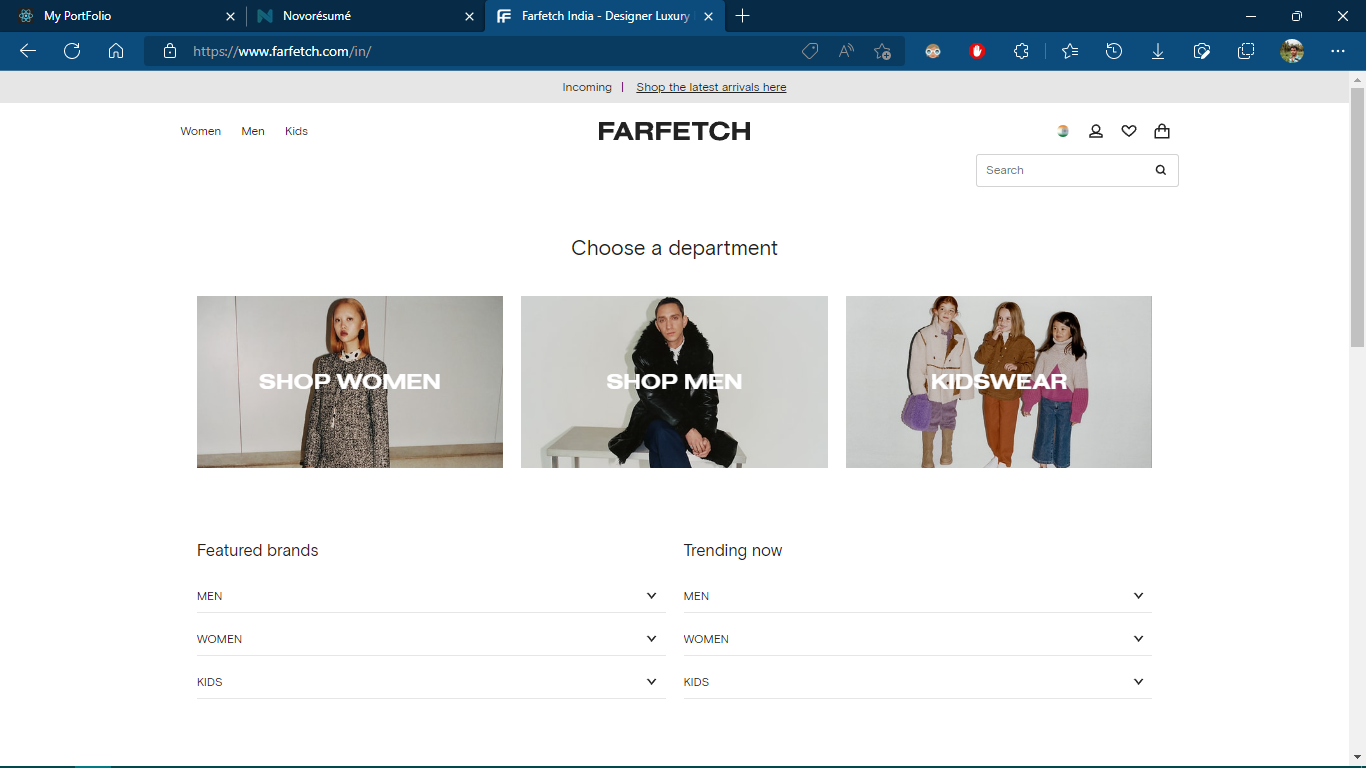 My PortFolio
Novorésumé
Farfetch India - Designer Luxury
https://www.farfetch.com/in/
Incoming | Shop the latest arrivals here
Women Men Kids
FARFETCH
Search
Choose a department
SHOP WOMEN
SHOP MEN
KIDSWEAR
Featured brands
MEN
WOMEN
KIDS
Trending now
MEN
WOMEN
KIDS